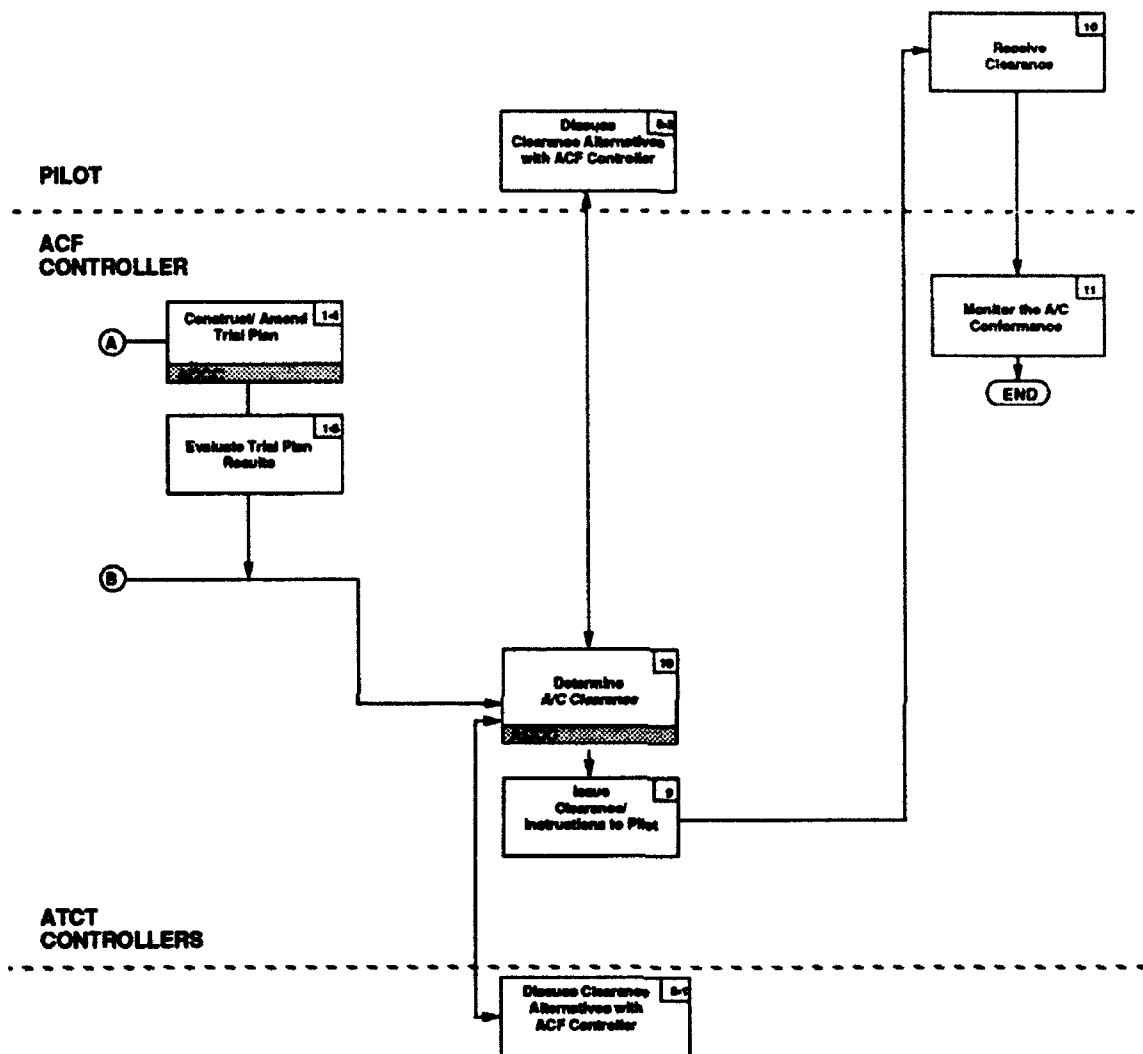 Receive
Clearance
Discuss
Clearance Alternatives
with ACF Controller
PILOT
ACF
CONTROLLER
11
Construct/ Amend
Trial Plan
1-4
Monitor the A/C
Conformance
A
END
Evaluate Trial Plan
Results
B
Determine
A/C Clearance
9
Issue
Clearance/
Instructions to Pilot
ATCT
CONTROLLERS
Discuss Clearance
Alternatives with
ACF Controller